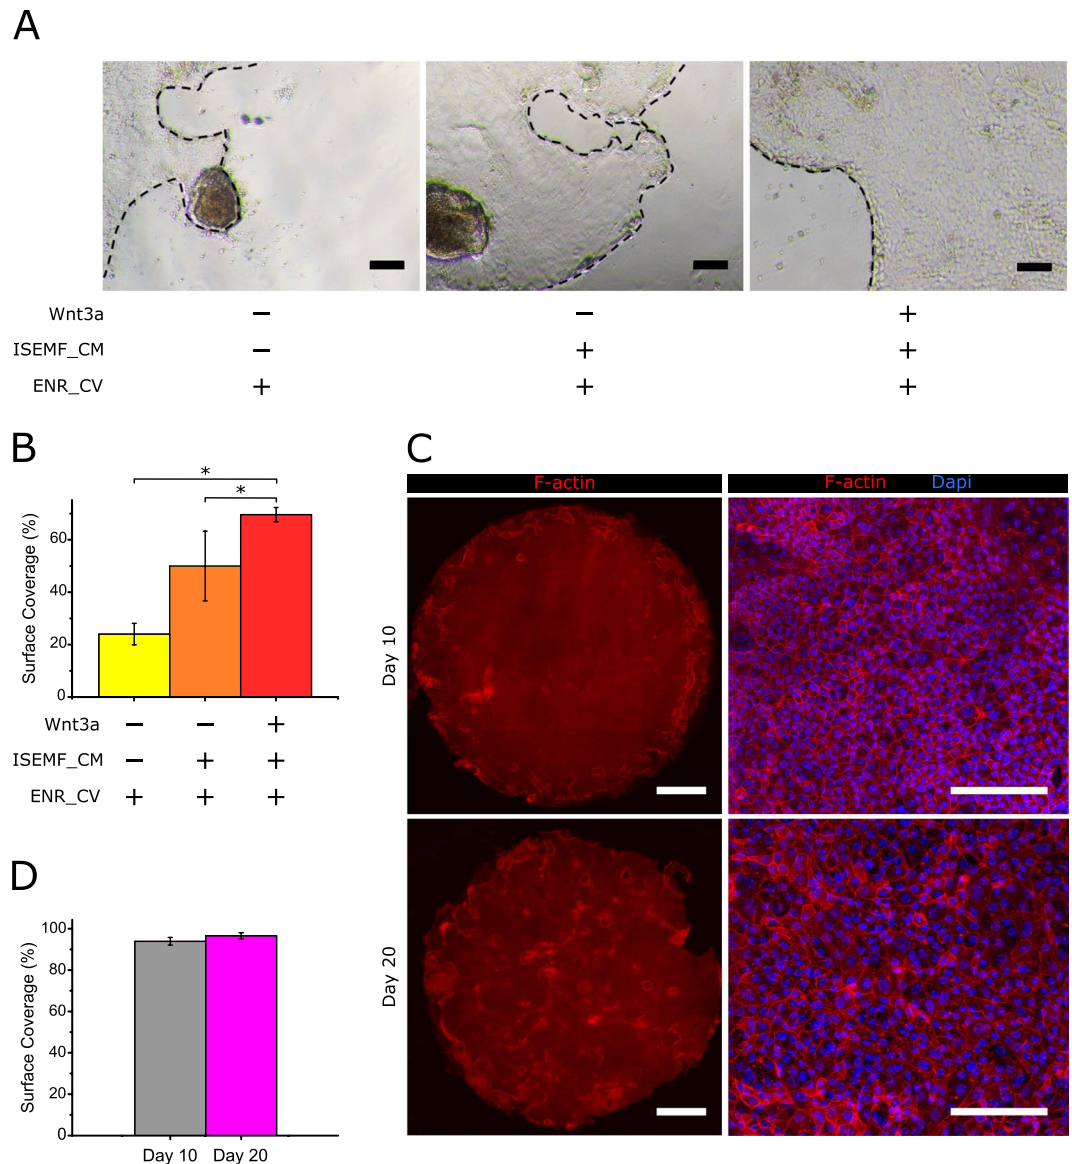 A
Wnt3a − − +
ISEMF_CM − + +
ENR_CV + + +
B
* *
Surface Coverage (%)
60
40
20
0
Wnt3a − − +
ISEMF_CM − + +
ENR_CV + + +
C
F-actin
F-actin Dapi
Day 10
Day 20
D
Surface Coverage (%)
100
80
60
40
20
0
Day 10 Day 20